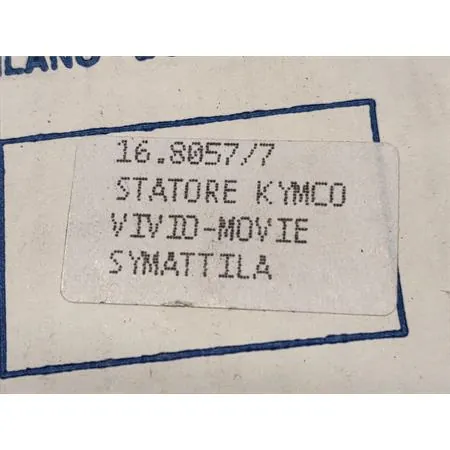 16.8057/7
STATORE KYMCO
VIVID-MOVIE
SYMATTILA